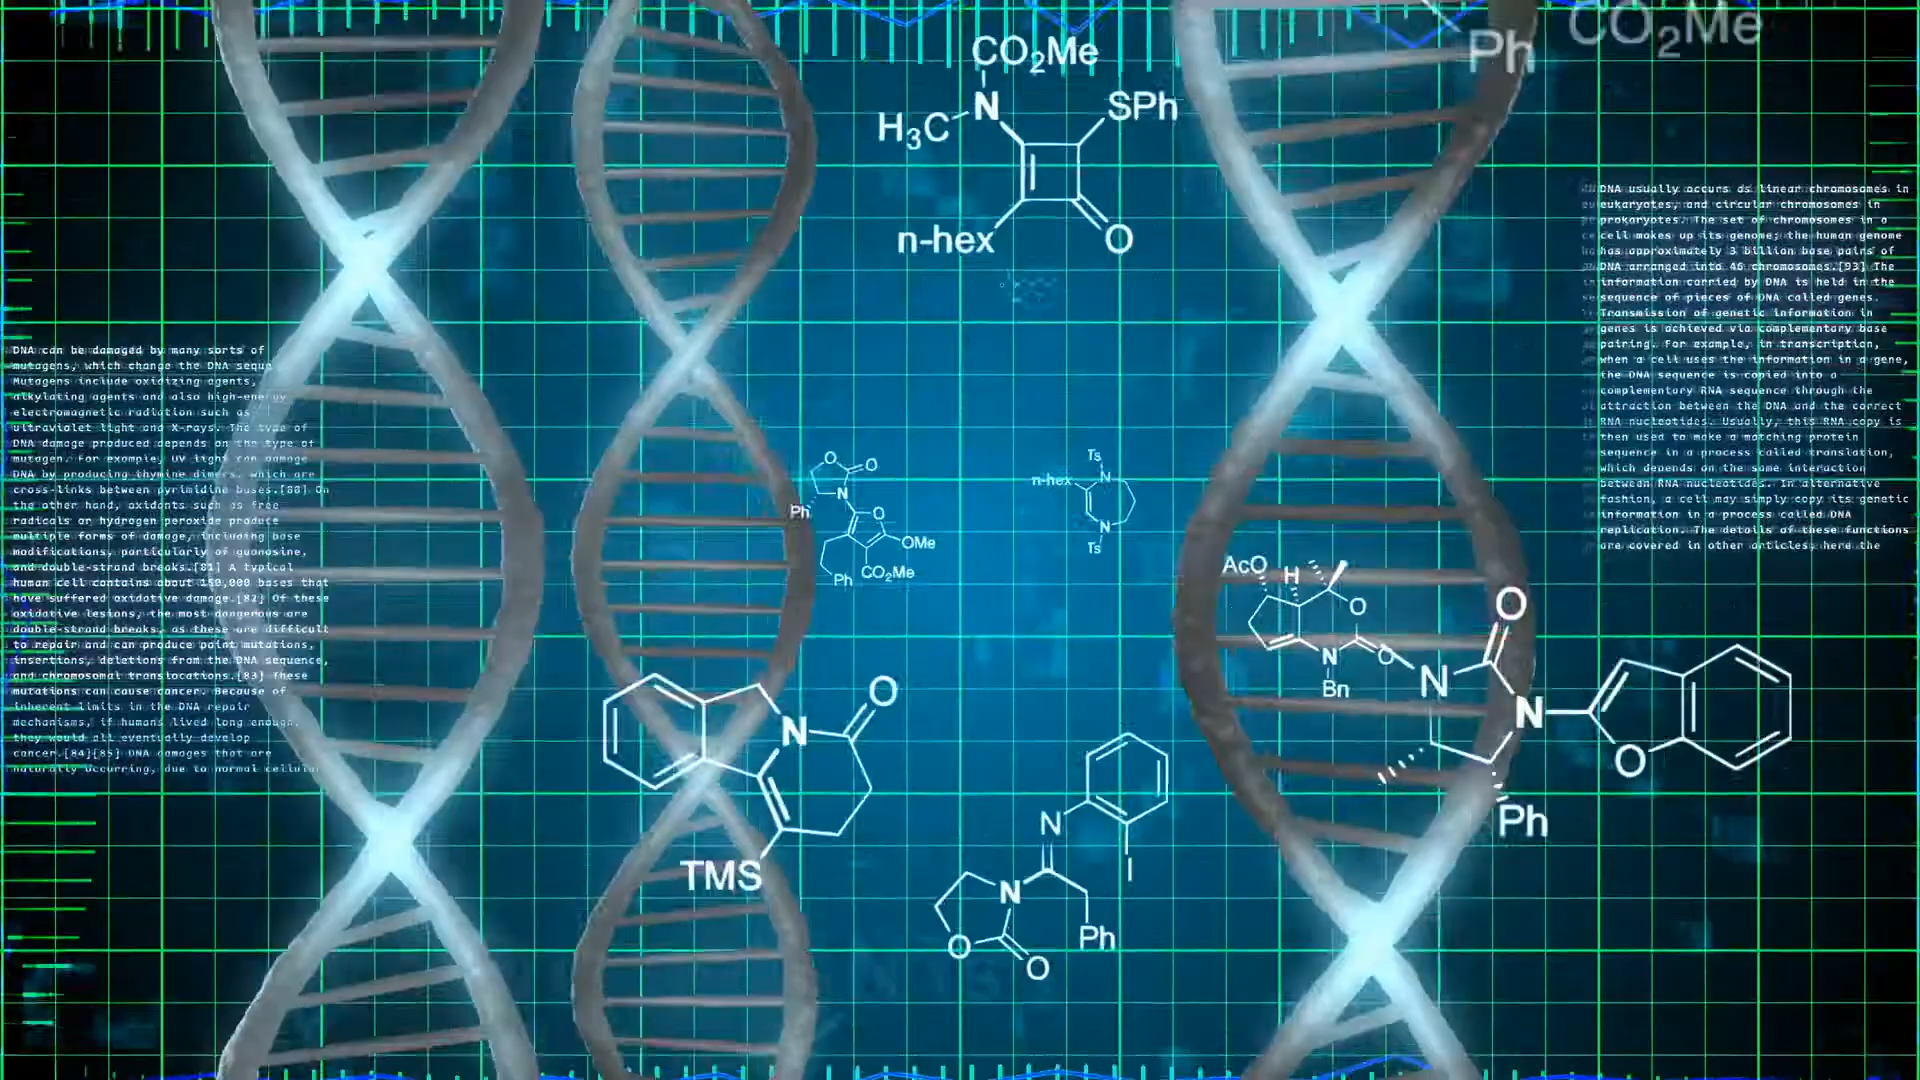 CO₂Me
Ph
CO₂Me
N
SPh
H₃C
n-hex
O
DNA usually occurs as linear chromosomes in
eukaryotes, and circular chromosomes in
prokaryotes. The set of chromosomes in a
cell makes up its genome; the human genome
has approximately 3 billion base pairs of
DNA arranged into 46 chromosomes.[93] The
information carried by DNA is held in the
sequence of pieces of DNA called genes.
Transmission of genetic information in
genes is achieved via complementary base
pairing. For example, in transcription,
when a cell uses the information in a gene,
the DNA sequence is copied into a
complementary RNA sequence through the
attraction between the DNA and the correct
RNA nucleotides. Usually, this RNA copy is
then used to make a matching protein
sequence in a process called translation,
which depends on the same interaction
between RNA nucleotides. In alternative
fashion, a cell may simply copy its genetic
information in a process called DNA
replication. The details of these functions
are covered in other articles; here the
DNA can be damaged by many sorts of
mutagens, which change the DNA seque
Mutagens include oxidizing agents,
alkylating agents and also high-energy
electromagnetic radiation such as
ultraviolet light and X-rays. The type of
DNA damage produced depends on the type of
mutagen. For example, UV light can damage
DNA by producing thymine dimers, which are
cross-links between pyrimidine bases.[80] On
the other hand, oxidants such as free
radicals or hydrogen peroxide produce
multiple forms of damage, including base
modifications, particularly of guanosine,
and double-strand breaks.[81] A typical
human cell contains about 150,000 bases that
have suffered oxidative damage.[82] Of these
oxidative lesions, the most dangerous are
double-strand breaks, as these are difficult
to repair and can produce point mutations,
insertions, deletions from the DNA sequence,
and chromosomal translocations.[83] These
mutations can cause cancer. Because of
inherent limits in the DNA repair
mechanisms, if humans lived long enough,
they would all eventually develop
cancer.[84][85] DNA damages that are
naturally occurring, due to normal cellular
O
O
N
Ph
O
OMe
CO₂Me
Ph
Ts
n-hex
N
N
Ts
AcO
H
O
O
N
Bn
O
N
N
O
Ph
N
O
TMS
N
I
N
O
O
Ph